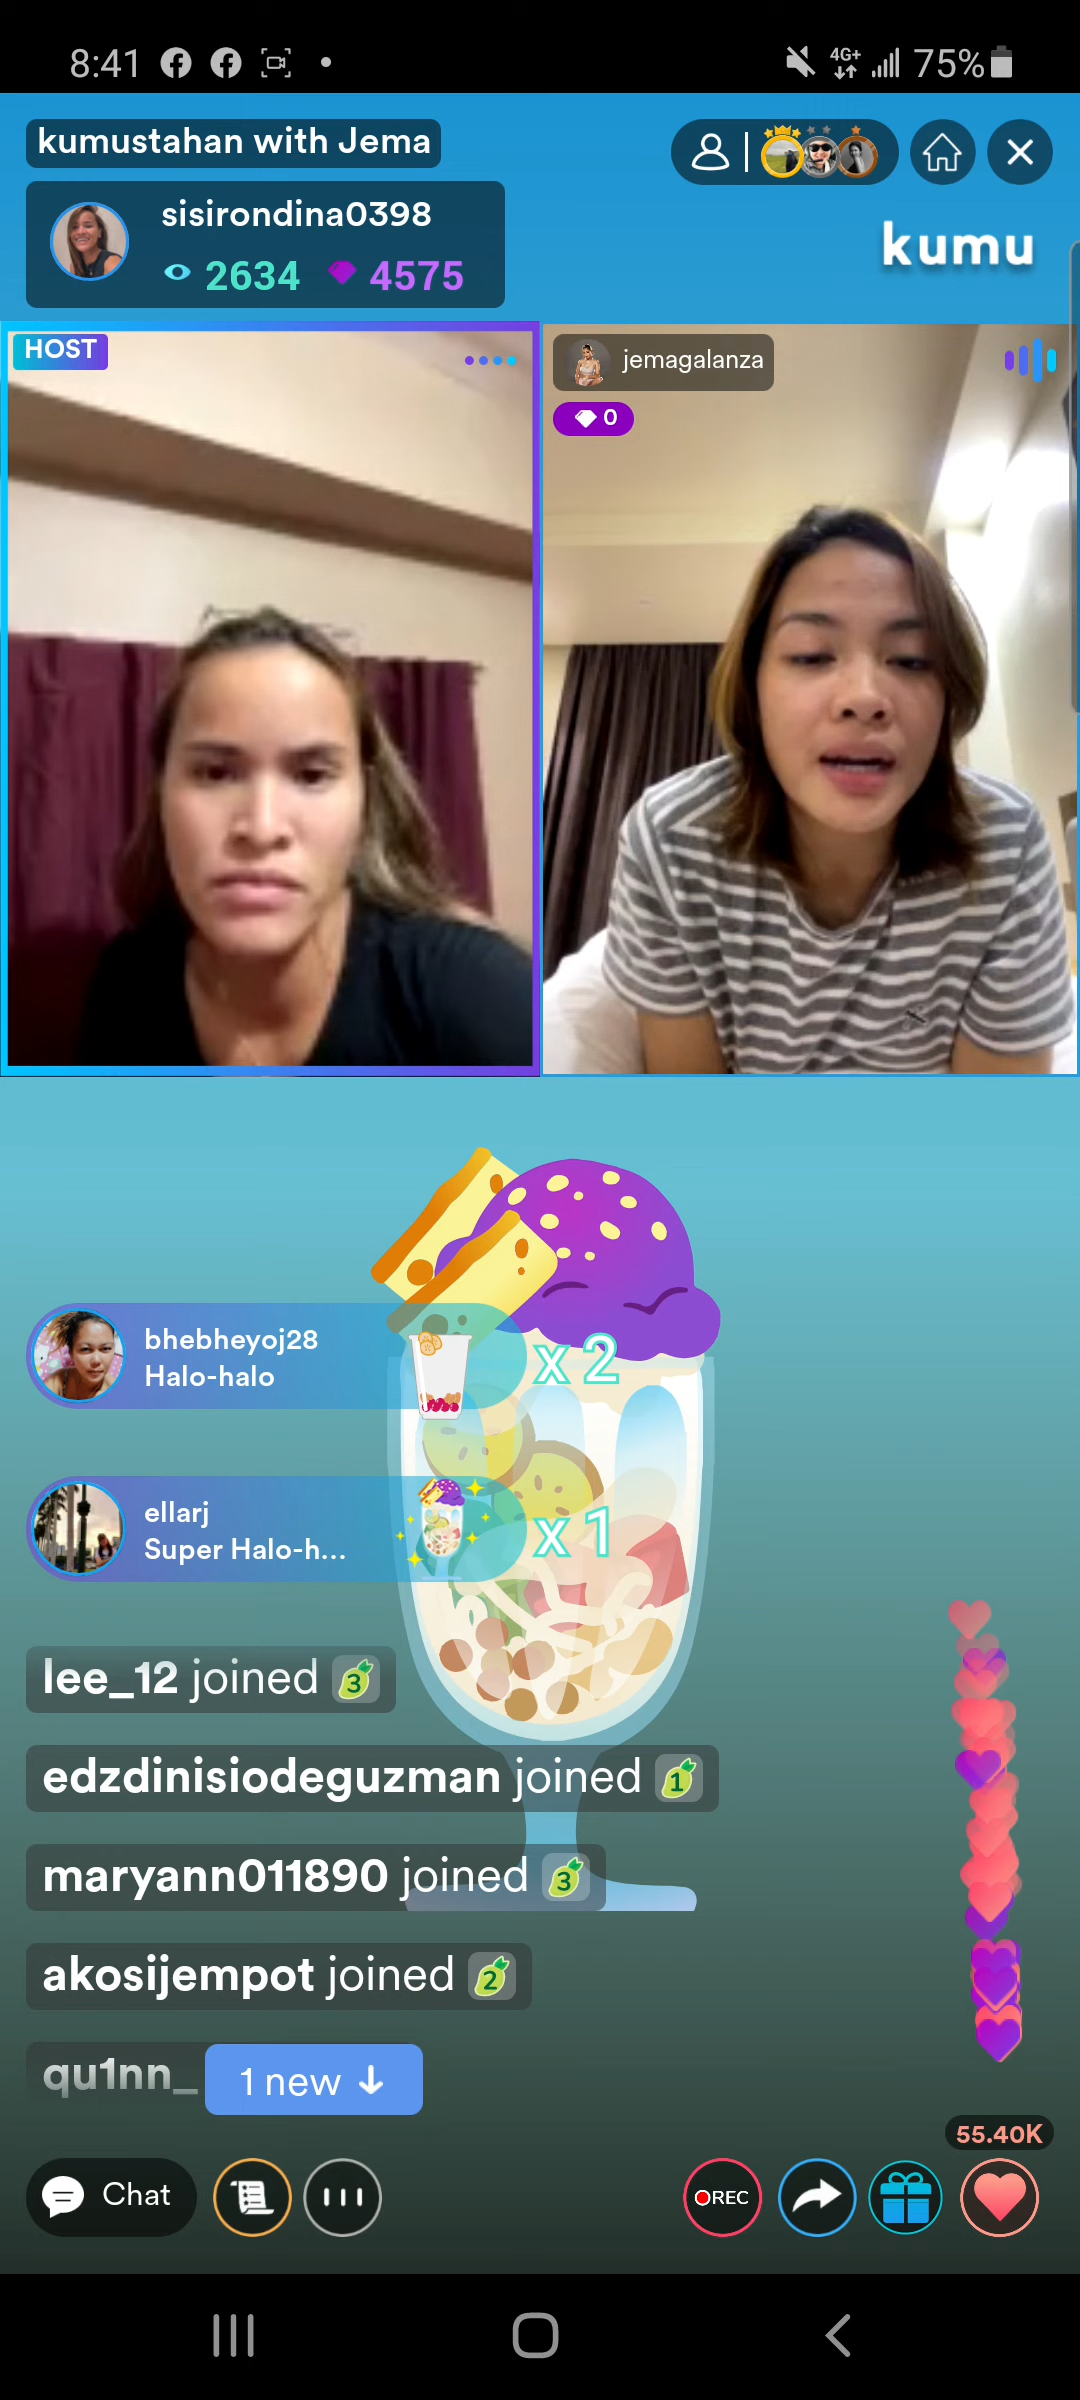 8:41
4G+
75%
kumustahan with Jema
sisirondina0398
2634 4575
kumu
HOST
jemagalanza
0
bhebheyoj28
Halo-halo
x 2
ellarj
Super Halo-h...
x 1
lee_12 joined 3
edzdinisiodeguzman joined 1
maryann011890 joined 3
akosijempot joined 2
qu1nn_
1 new
55.40K
Chat
REC